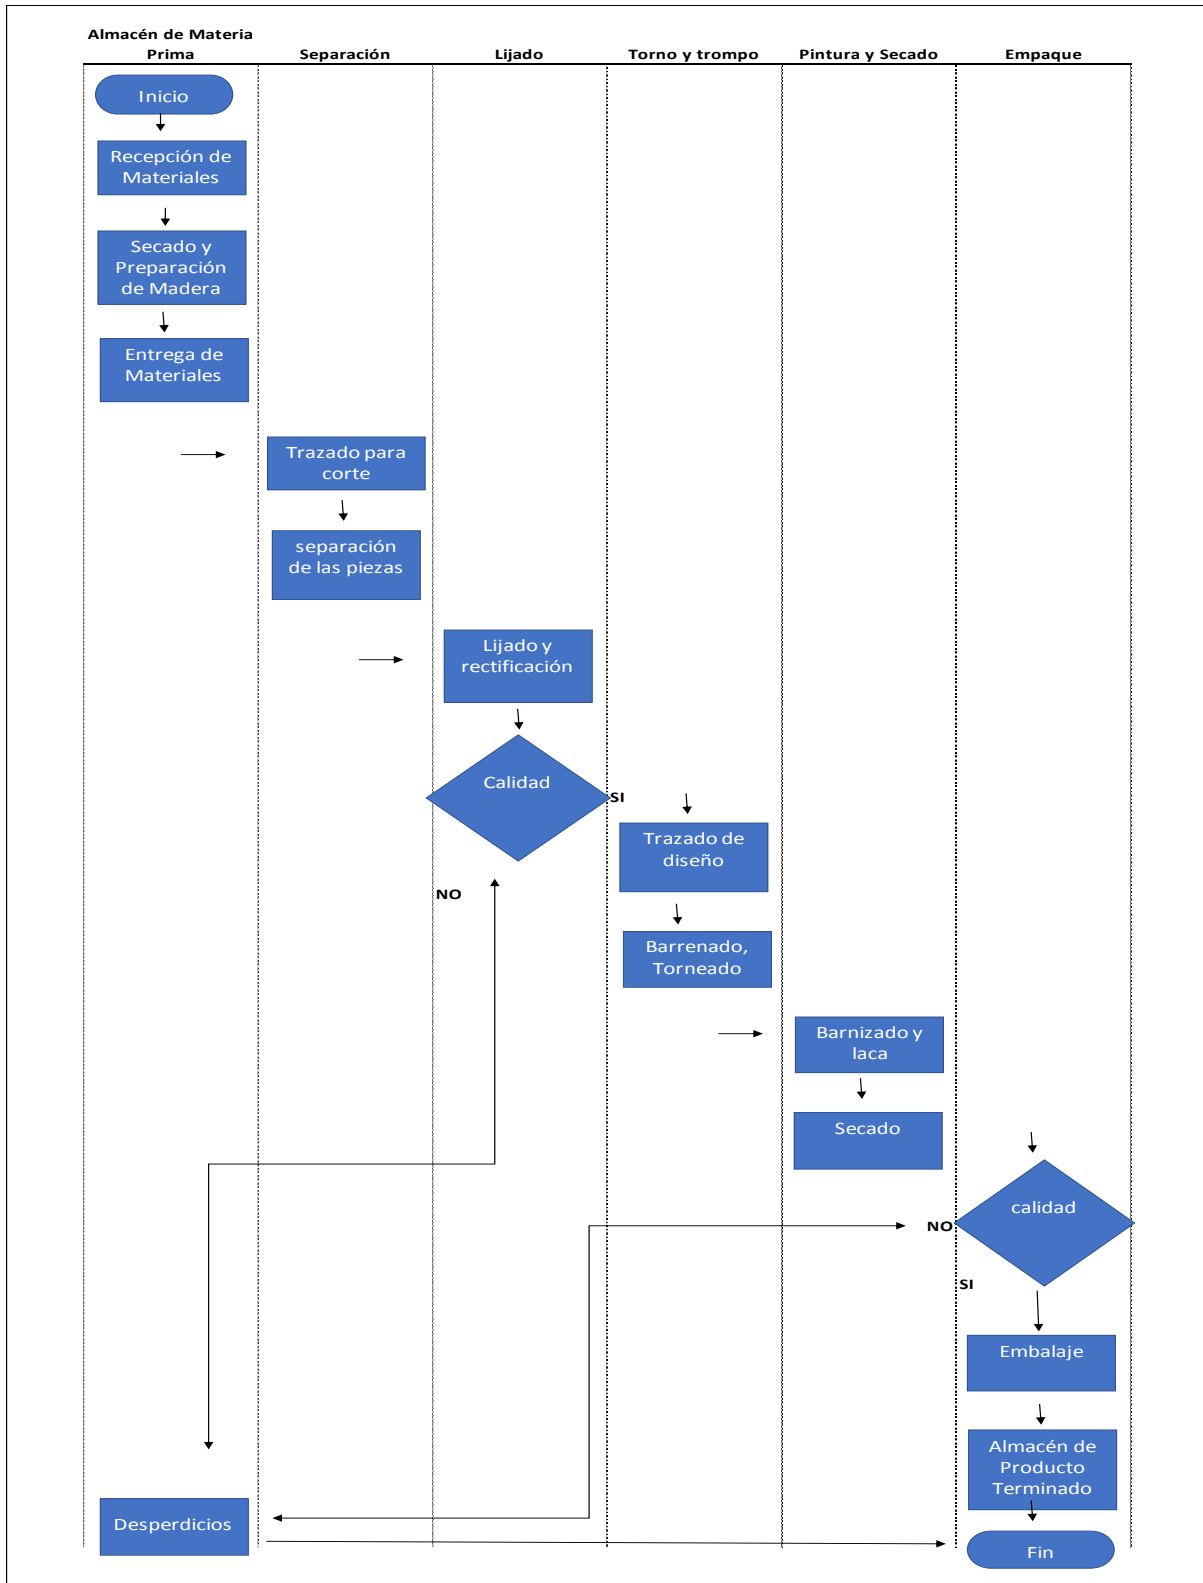 Almacén de Materia
Prima
Separación
Lijado
Torno y trompo
Pintura y Secado
Empaque
Inicio
Recepción de
Materiales
Secado y
Preparación
de Madera
Entrega de
Materiales
Trazado para
corte
separación
de las piezas
Lijado y
rectificación
Calidad
SI
NO
Trazado de
diseño
Barrenado,
Torneado
Barnizado y
laca
Secado
calidad
NO
SI
Embalaje
Almacén de
Producto
Terminado
Desperdicios
Fin